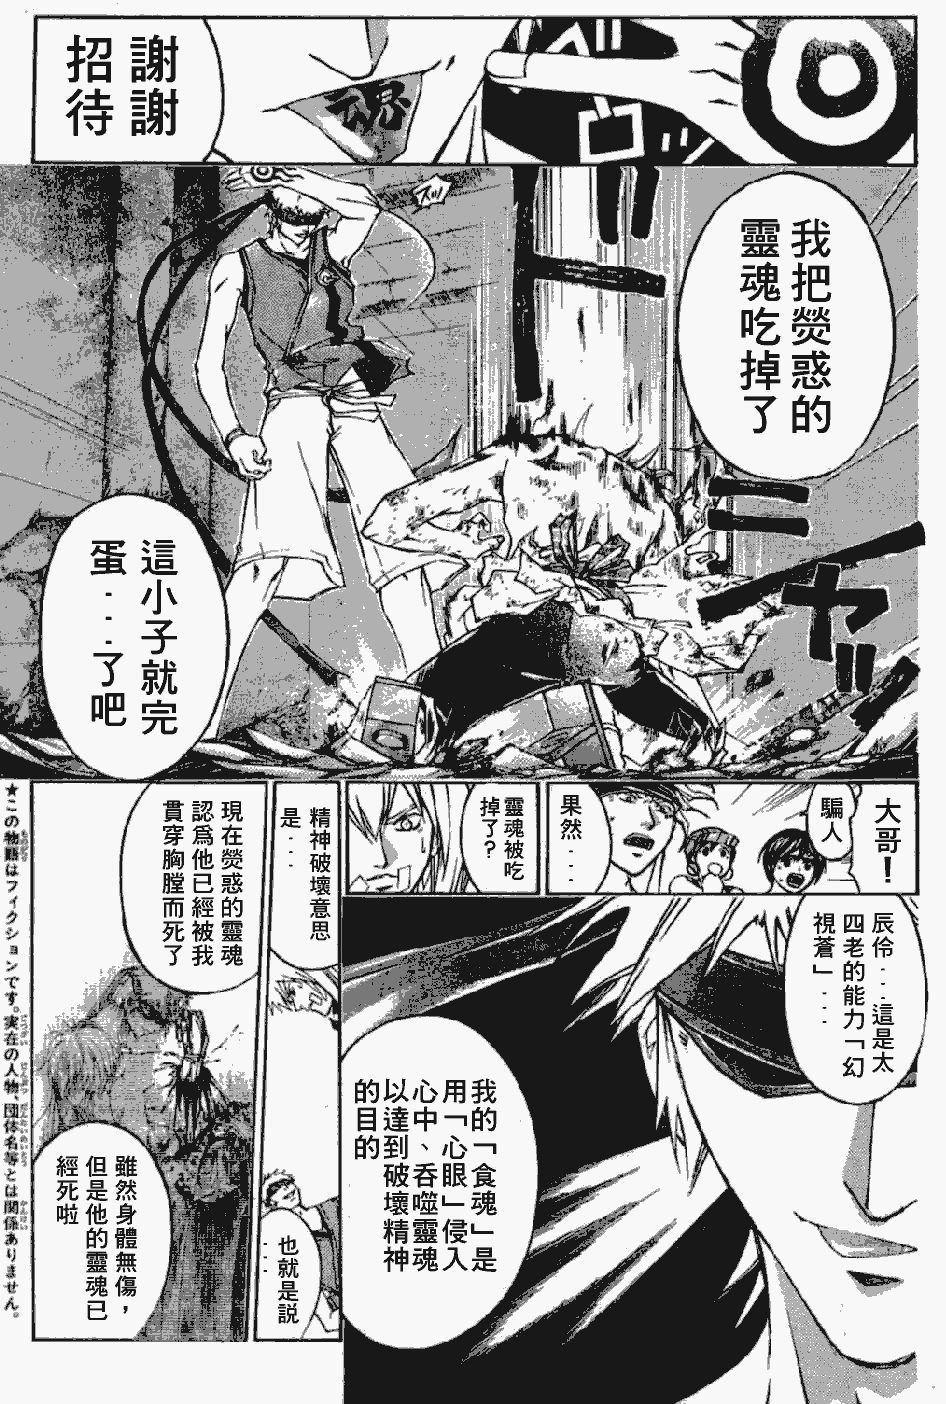 謝謝
招待
魂
我把熒惑的
靈魂吃掉了
這小子就完
蛋...了吧
大哥！
騙人
果然...
靈魂被吃
掉了？
辰伶...這是太
四老的能力「幻
視蒼」....
我的「食魂」是
用「心眼」侵入
心中、吞噬靈魂
以達到破壞精神
的目的
精神破壞意思
是...
也就是説
...
現在熒惑的靈魂
認為他已經被我
貫穿胸膛而死了
雖然身體無傷，
但是他的靈魂已
經死啦
★この物語はフィクションです。実在の人物、団体名等とは関係ありません。